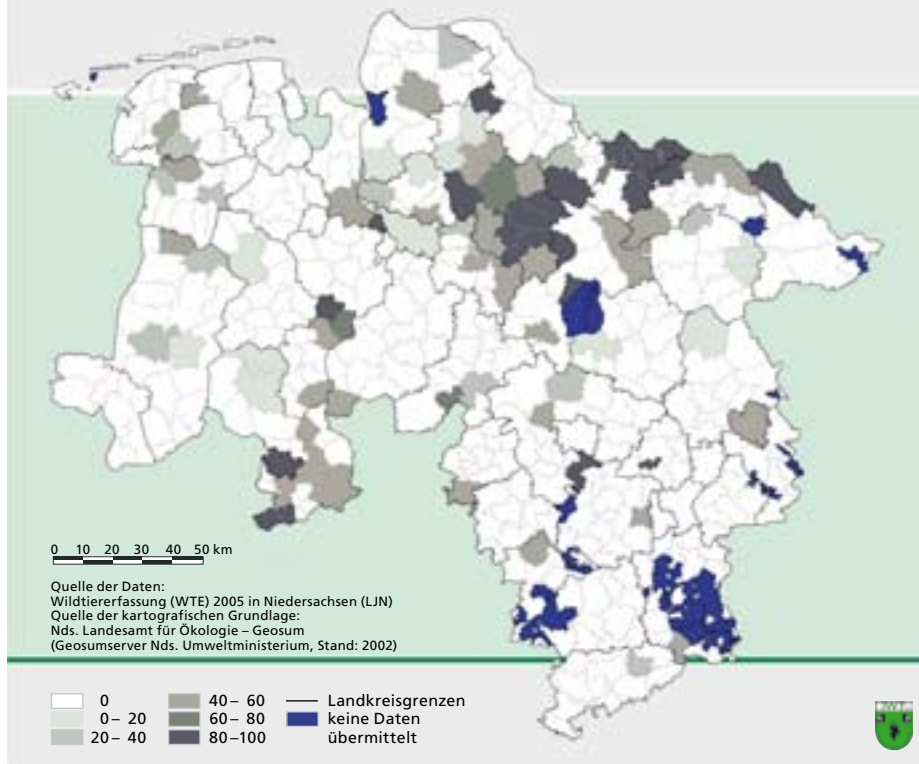 0 10 20 30 40 50 km
Quelle der Daten:
Wildtiererfassung (WTE) 2005 in Niedersachsen (LJN)
Quelle der kartografischen Grundlage:
Nds. Landesamt für Ökologie – Geosum
(Geosumserver Nds. Umweltministerium, Stand: 2002)
0 40 – 60 Landkreisgrenzen
0 – 20 60 – 80 keine Daten
20 – 40 80 –100 übermittelt